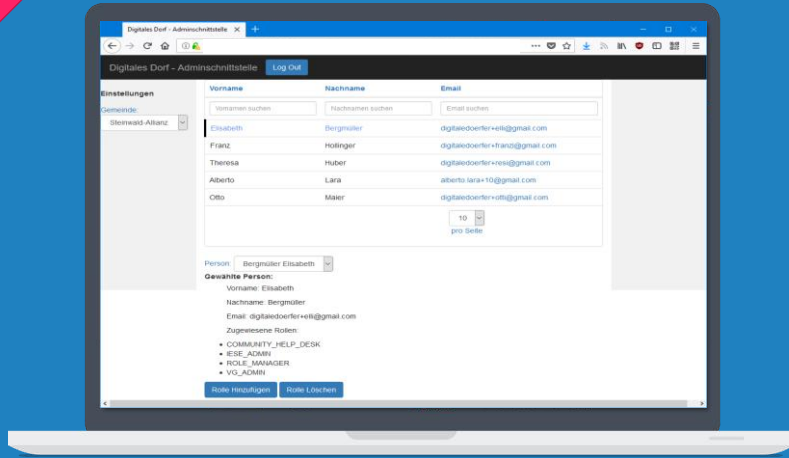 Digitales Dorf - Adminschnittstelle
Digitales Dorf - Adminschnittstelle Log Out
Einstellungen
Gemeinde:
Steinwald-Allianz
Vorname Nachname Email
Vornamen suchen Nachnamen suchen Email suchen
Elisabeth Bergmüller digitaledoerfer+elli@gmail.com
Franz Hollinger digitaledoerfer+franzi@gmail.com
Theresa Huber digitaledoerfer+resi@gmail.com
Alberto Lara alberto.lara+10@gmail.com
Otto Maier digitaledoerfer+otti@gmail.com
10
pro Seite
Person: Bergmüller Elisabeth
Gewählte Person:
Vorname: Elisabeth
Nachname: Bergmüller
Email: digitaledoerfer+elli@gmail.com
Zugewiesene Rollen:
COMMUNITY_HELP_DESK
IESE_ADMIN
ROLE_MANAGER
VG_ADMIN
Rolle Hinzufügen Rolle Löschen